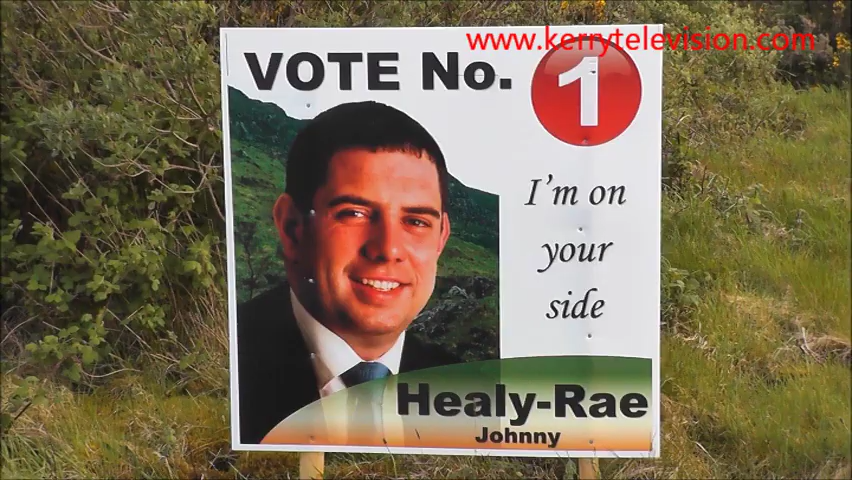 www.kerrytelevision.com
VOTE No. 1
I'm on
your
side
Healy-Rae
Johnny